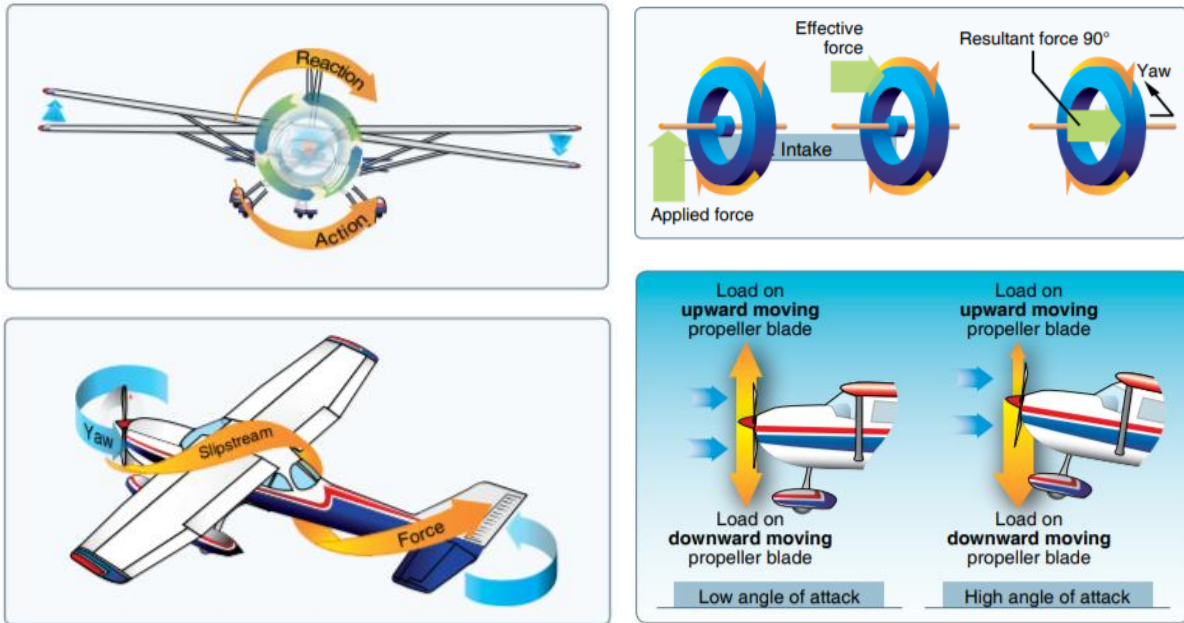 Reaction
Action
Effective
force
Resultant force 90°
Yaw
Intake
Applied force
Yaw
Slipstream
Force
Load on
upward moving
propeller blade
Load on
downward moving
propeller blade
Low angle of attack
Load on
upward moving
propeller blade
Load on
downward moving
propeller blade
High angle of attack